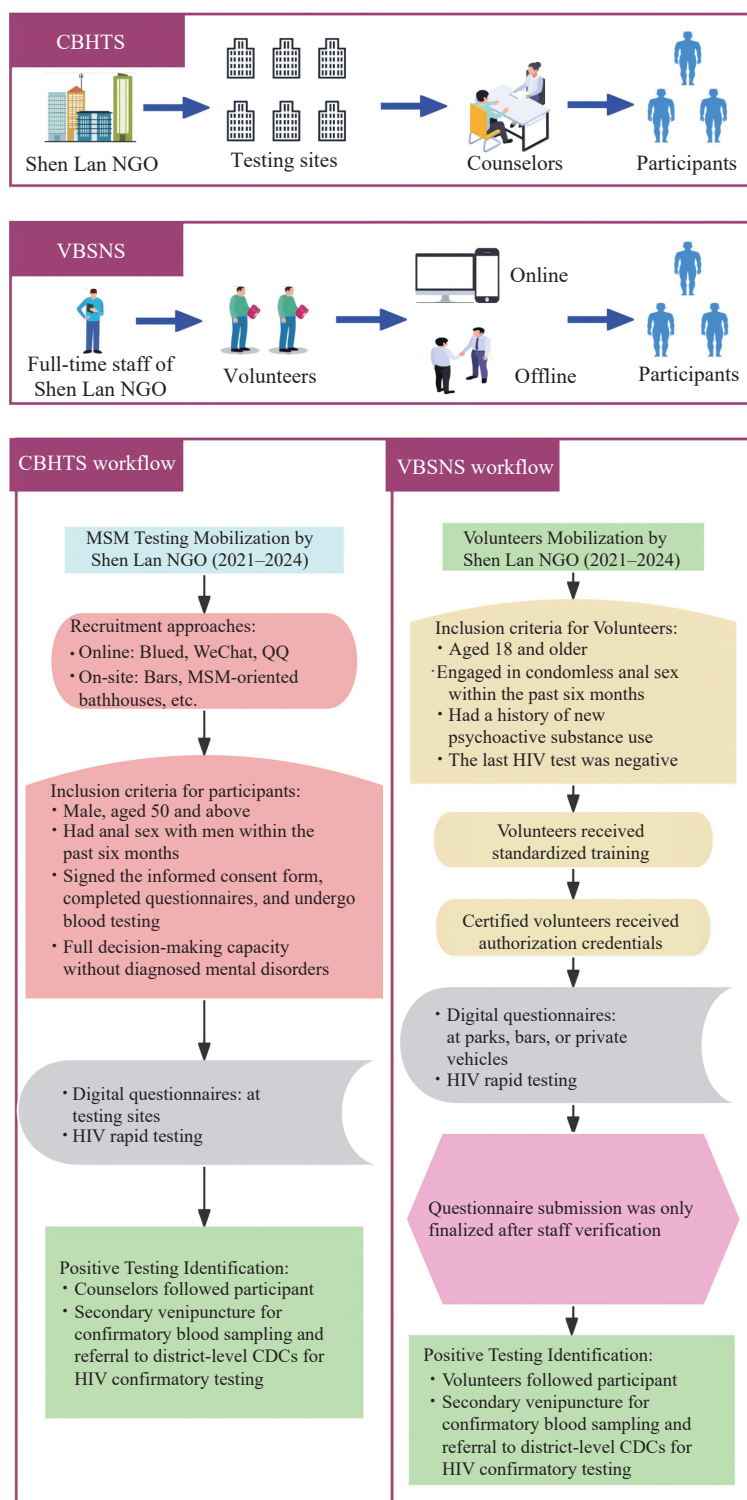 CBHTS
Shen Lan NGO
Testing sites
Counselors
Participants
VBSNS
Full-time staff of
Shen Lan NGO
Volunteers
Online
Offline
Participants
CBHTS workflow
MSM Testing Mobilization by
Shen Lan NGO (2021–2024)
Recruitment approaches:
• Online: Blued, WeChat, QQ
• On-site: Bars, MSM-oriented
bathhouses, etc.
Inclusion criteria for participants:
• Male, aged 50 and above
• Had anal sex with men within the
past six months
• Signed the informed consent form,
completed questionnaires, and undergo
blood testing
• Full decision-making capacity
without diagnosed mental disorders
• Digital questionnaires: at
testing sites
• HIV rapid testing
Positive Testing Identification:
• Counselors followed participant
• Secondary venipuncture for
confirmatory blood sampling and
referral to district-level CDCs for
HIV confirmatory testing
VBSNS workflow
Volunteers Mobilization by
Shen Lan NGO (2021–2024)
Inclusion criteria for Volunteers:
• Aged 18 and older
·Engaged in condomless anal sex
within the past six months
• Had a history of new
psychoactive substance use
• The last HIV test was negative
Volunteers received
standardized training
Certified volunteers received
authorization credentials
• Digital questionnaires:
at parks, bars, or private
vehicles
• HIV rapid testing
Questionnaire submission was only
finalized after staff verification
Positive Testing Identification:
• Volunteers followed participant
• Secondary venipuncture for
confirmatory blood sampling and
referral to district-level CDCs for
HIV confirmatory testing